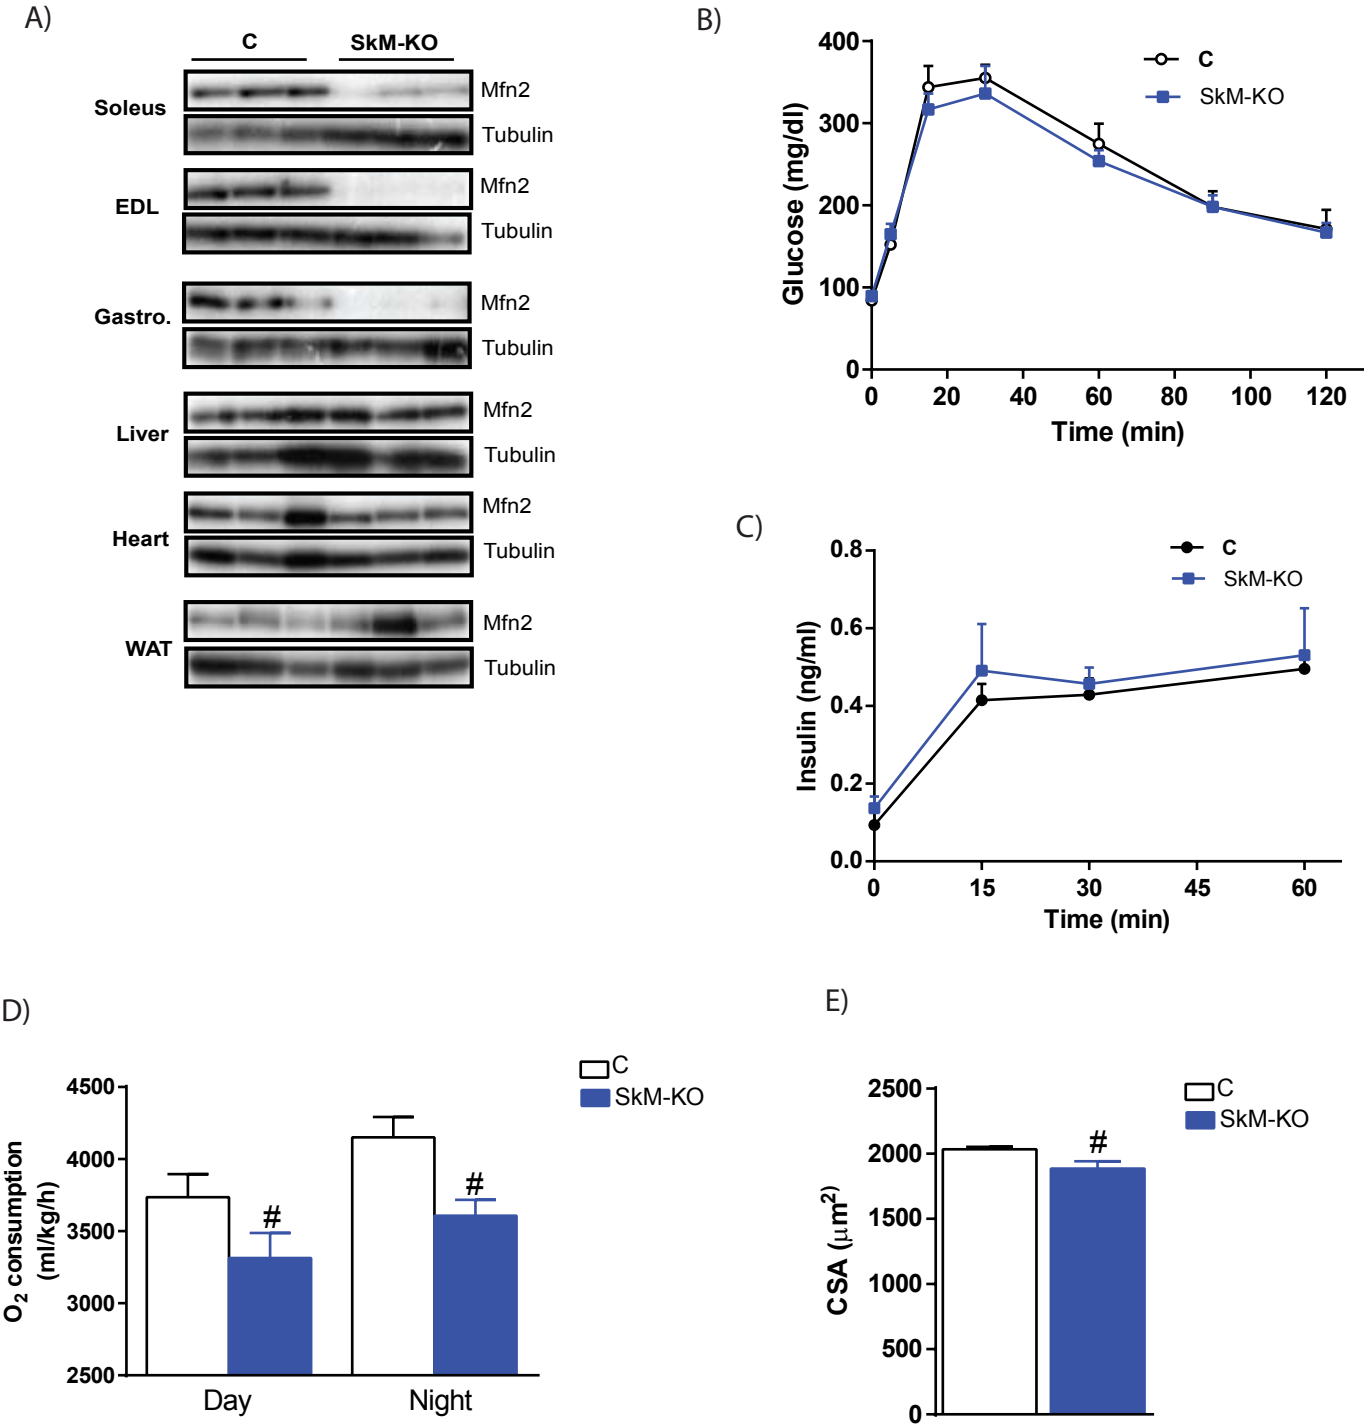 A)
C SkM-KO
Soleus
Mfn2
Tubulin
EDL
Mfn2
Tubulin
Gastro.
Mfn2
Tubulin
Liver
Mfn2
Tubulin
Heart
Mfn2
Tubulin
WAT
Mfn2
Tubulin
B)
C
SkM-KO
Glucose (mg/dl)
400
300
200
100
0
0 20 40 60 80 100 120
Time (min)
C)
C
SkM-KO
Insulin (ng/ml)
0.8
0.6
0.4
0.2
0.0
0 15 30 45 60
Time (min)
D)
C
SkM-KO
O2 consumption
(ml/kg/h)
4500
4000
3500
3000
2500
# #
Day Night
E)
C
SkM-KO
CSA (μm²)
2500
2000
1500
1000
500
0
#